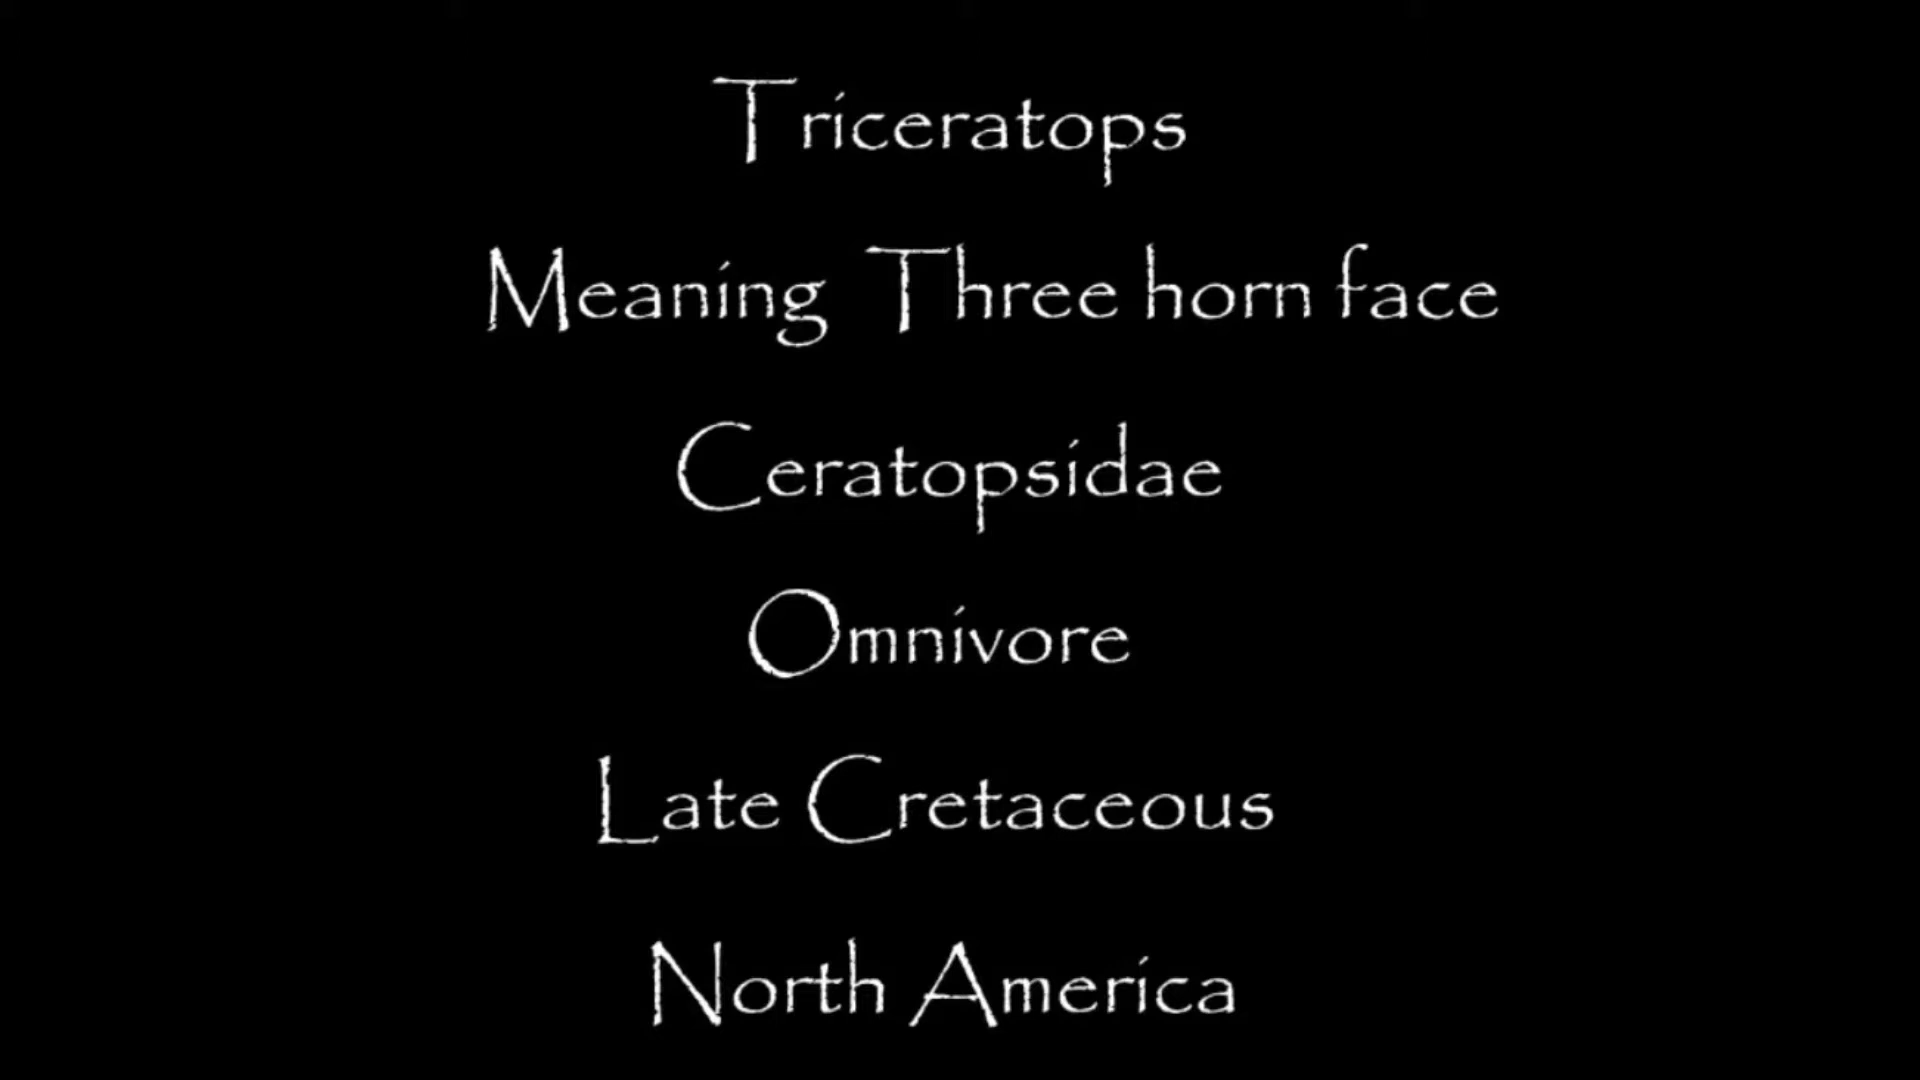 Triceratops
Meaning Three horn face
Ceratopsidae
Omnivore
Late Cretaceous
North America